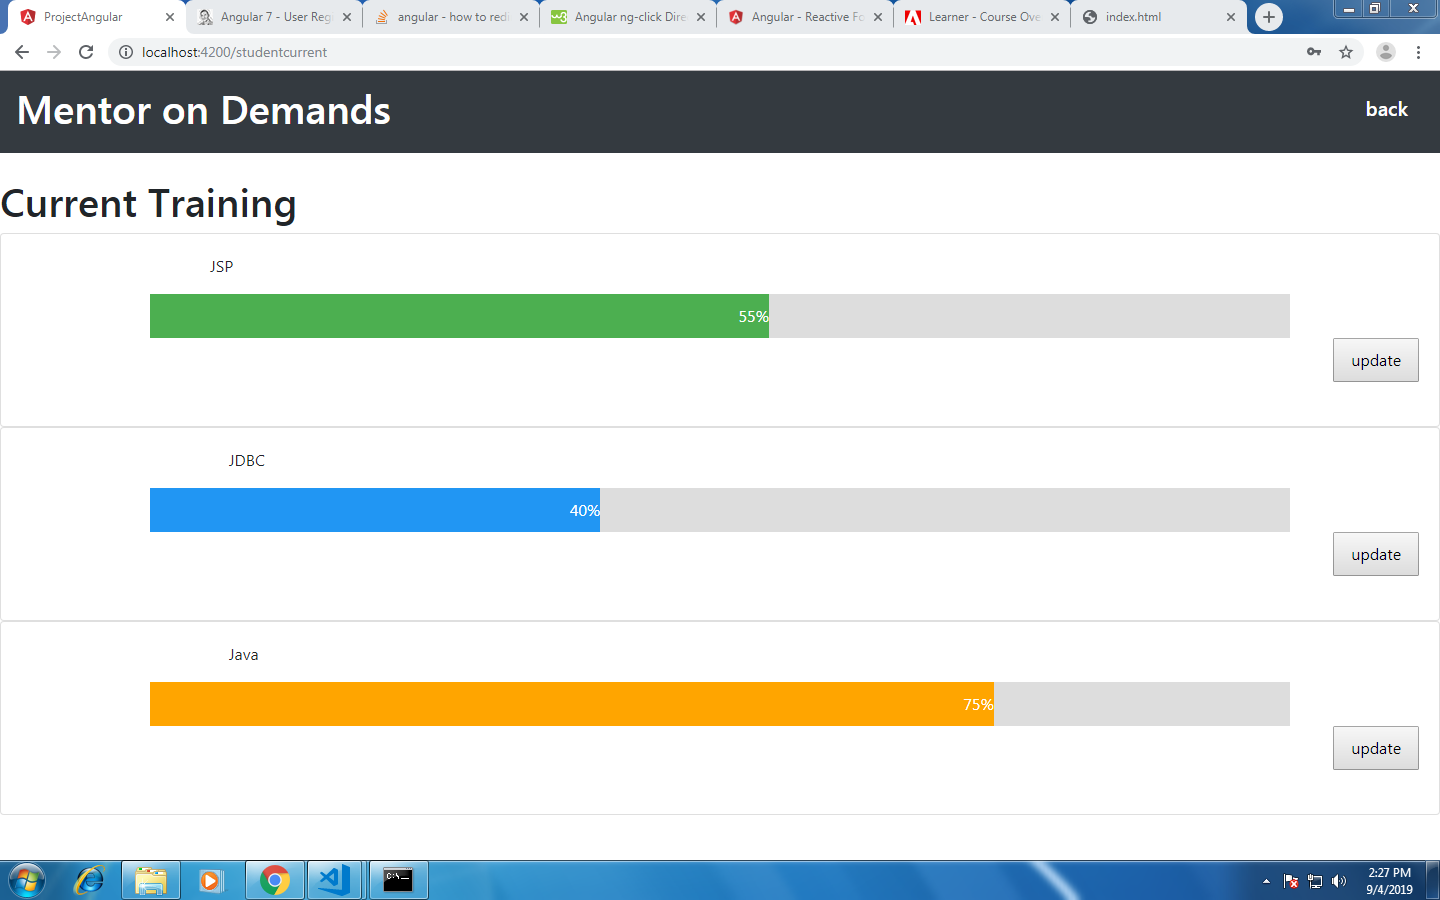 ProjectAngular
Angular 7 - User Reg
angular - how to redi
Angular ng-click Dire
Angular - Reactive Fo
Learner - Course Ove
index.html
localhost:4200/studentcurrent
Mentor on Demands
back
Current Training
JSP
55%
update
JDBC
40%
update
Java
75%
update
2:27 PM
9/4/2019